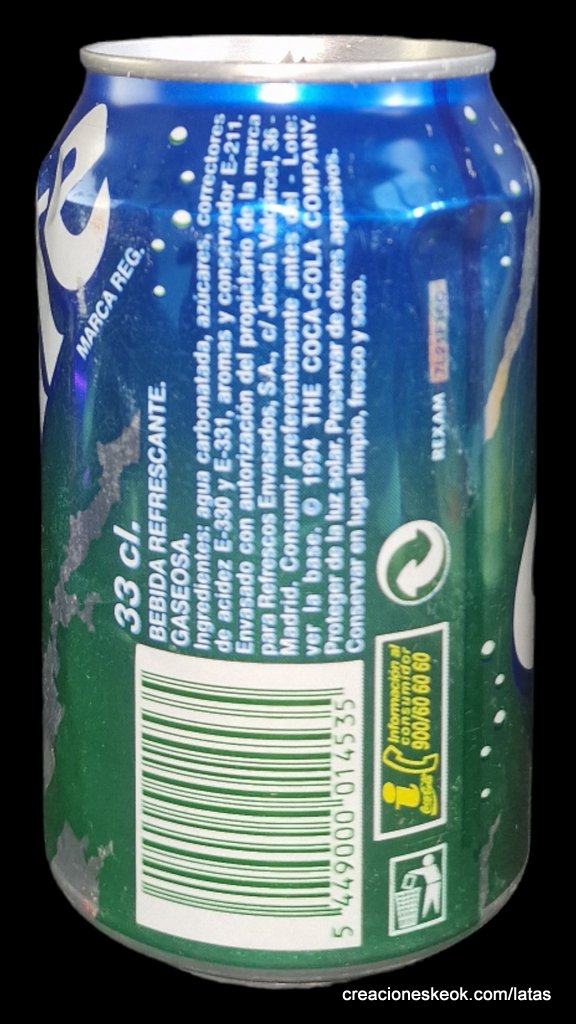 MARCA REG.
33 cl.
BEBIDA REFRESCANTE.
GASEOSA.
Ingredientes: agua carbonatada, azúcares, correctores
de acidez E-330 y E-331, aromas y conservador E-211.
Envasado con autorización del propietario de la marca
para Refrescos Envasados, S.A., c/ Josefa Valcárcel, 36 -
Madrid. Consumir preferentemente antes del - Lote:
ver la base. © 1994 THE COCA-COLA COMPANY.
Proteger de la luz solar. Preservar de olores agresivos.
Conservar en lugar limpio, fresco y seco.
REXAM
5 449000 014535
Información al
consumidor
900/60 60 60
creacioneskeok.com/latas